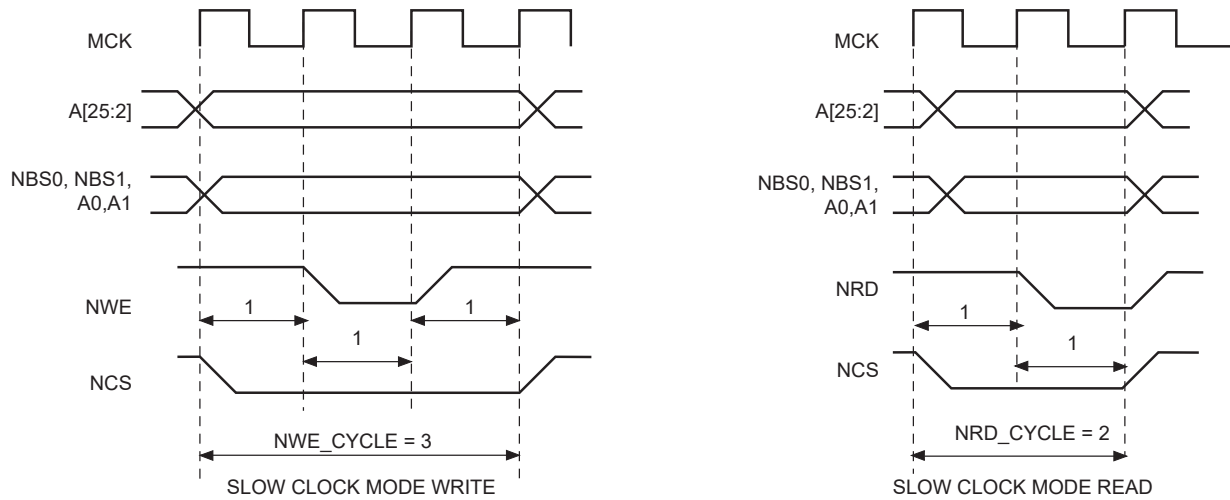 MCK
A[25:2]
NBS0, NBS1,
A0,A1
NWE
1
1
1
NCS
NWE_CYCLE = 3
SLOW CLOCK MODE WRITE
MCK
A[25:2]
NBS0, NBS1,
A0,A1
NRD
1
1
NCS
NRD_CYCLE = 2
SLOW CLOCK MODE READ